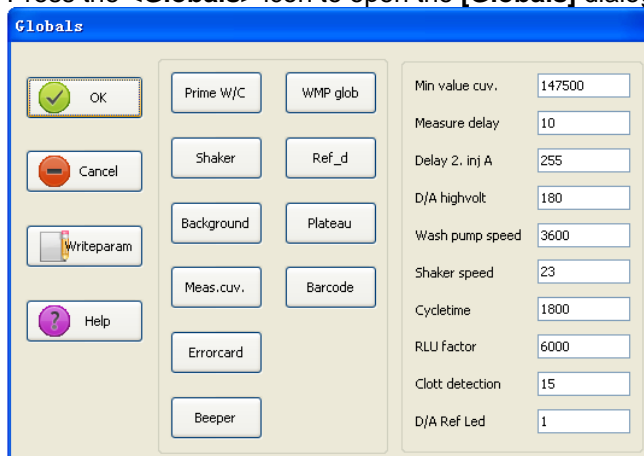 Press the <Globals> icon to open the [Globals] dialog
Globals
OK
Cancel
Writeparam
Help
Prime W/C
WMP glob
Shaker
Ref_d
Background
Plateau
Meas.cuv.
Barcode
Errorcard
Beeper
Min value cuv. 147500
Measure delay 10
Delay 2. inj A 255
D/A highvolt 180
Wash pump speed 3600
Shaker speed 23
Cycletime 1800
RLU factor 6000
Clott detection 15
D/A Ref Led 1